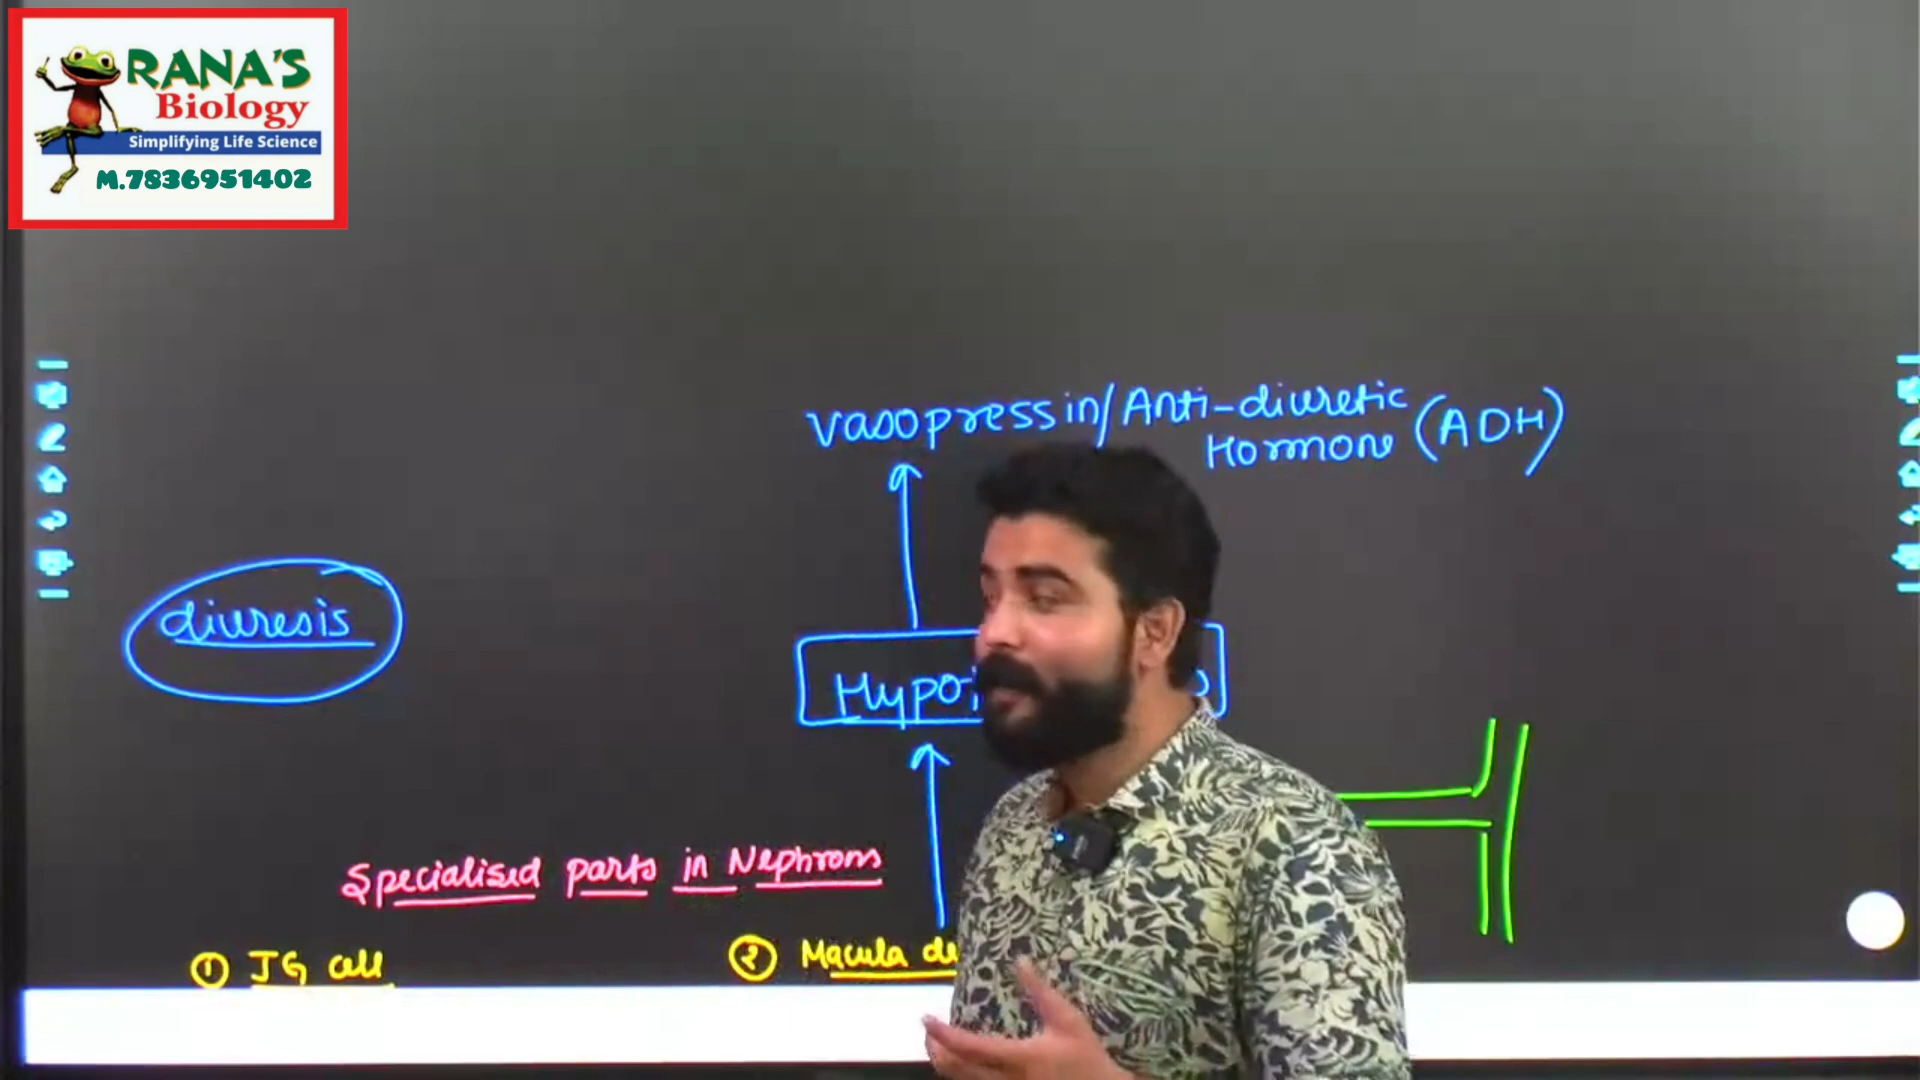 RANA'S
Biology
Simplifying Life Science
M.7836951402
Vasopressin/Anti-diuretic
Hormone (ADH)
diuresis
Specialised parts in Nephrons
① JG cell
② Macula